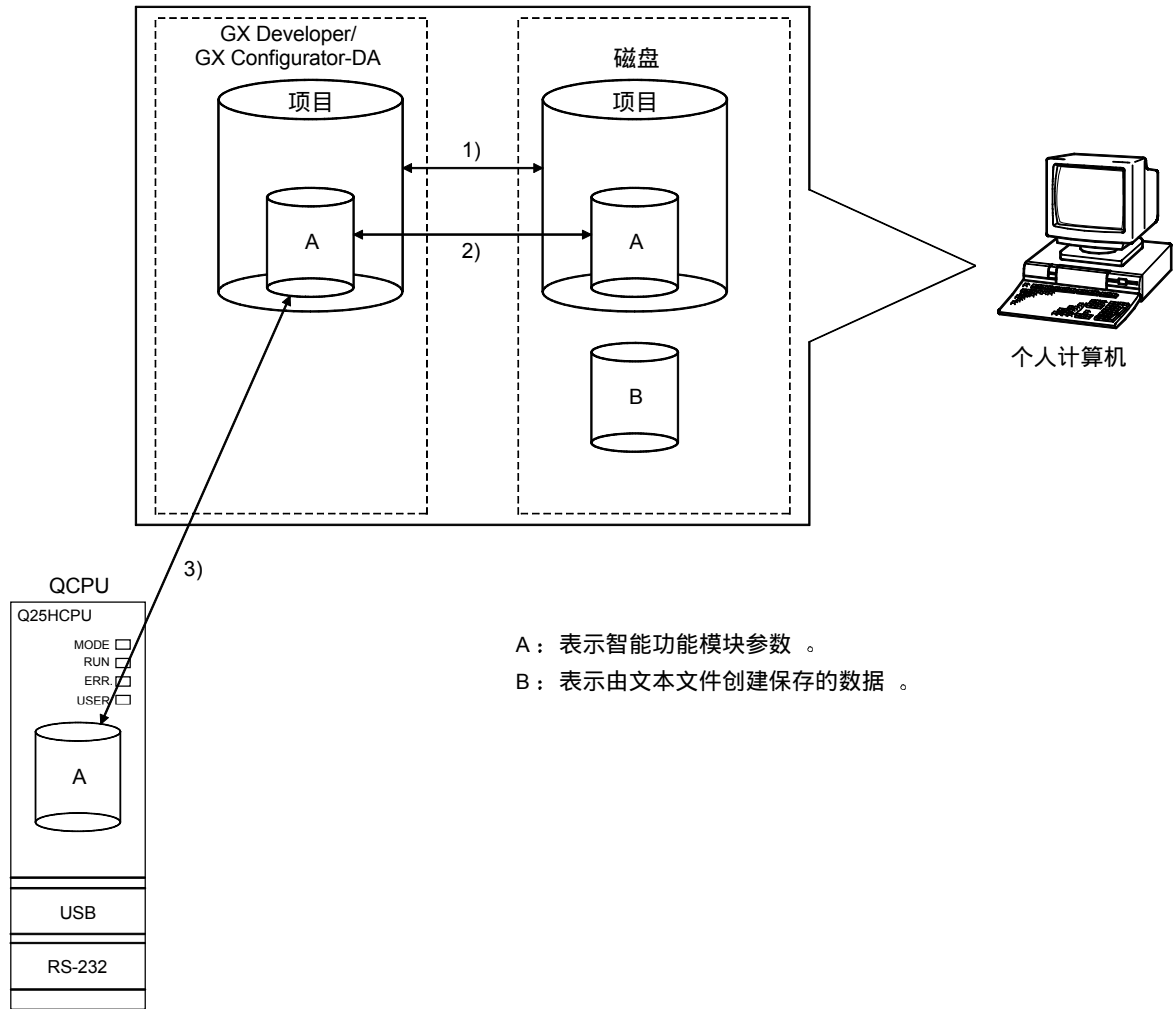 GX Developer/
GX Configurator-DA
磁盘
项目
项目
1)
A
2)
A
B
个人计算机
3)
QCPU
Q25HCPU
MODE
RUN
ERR.
USER
A
USB
RS-232
A：表示智能功能模块参数 。
B：表示由文本文件创建保存的数据 。